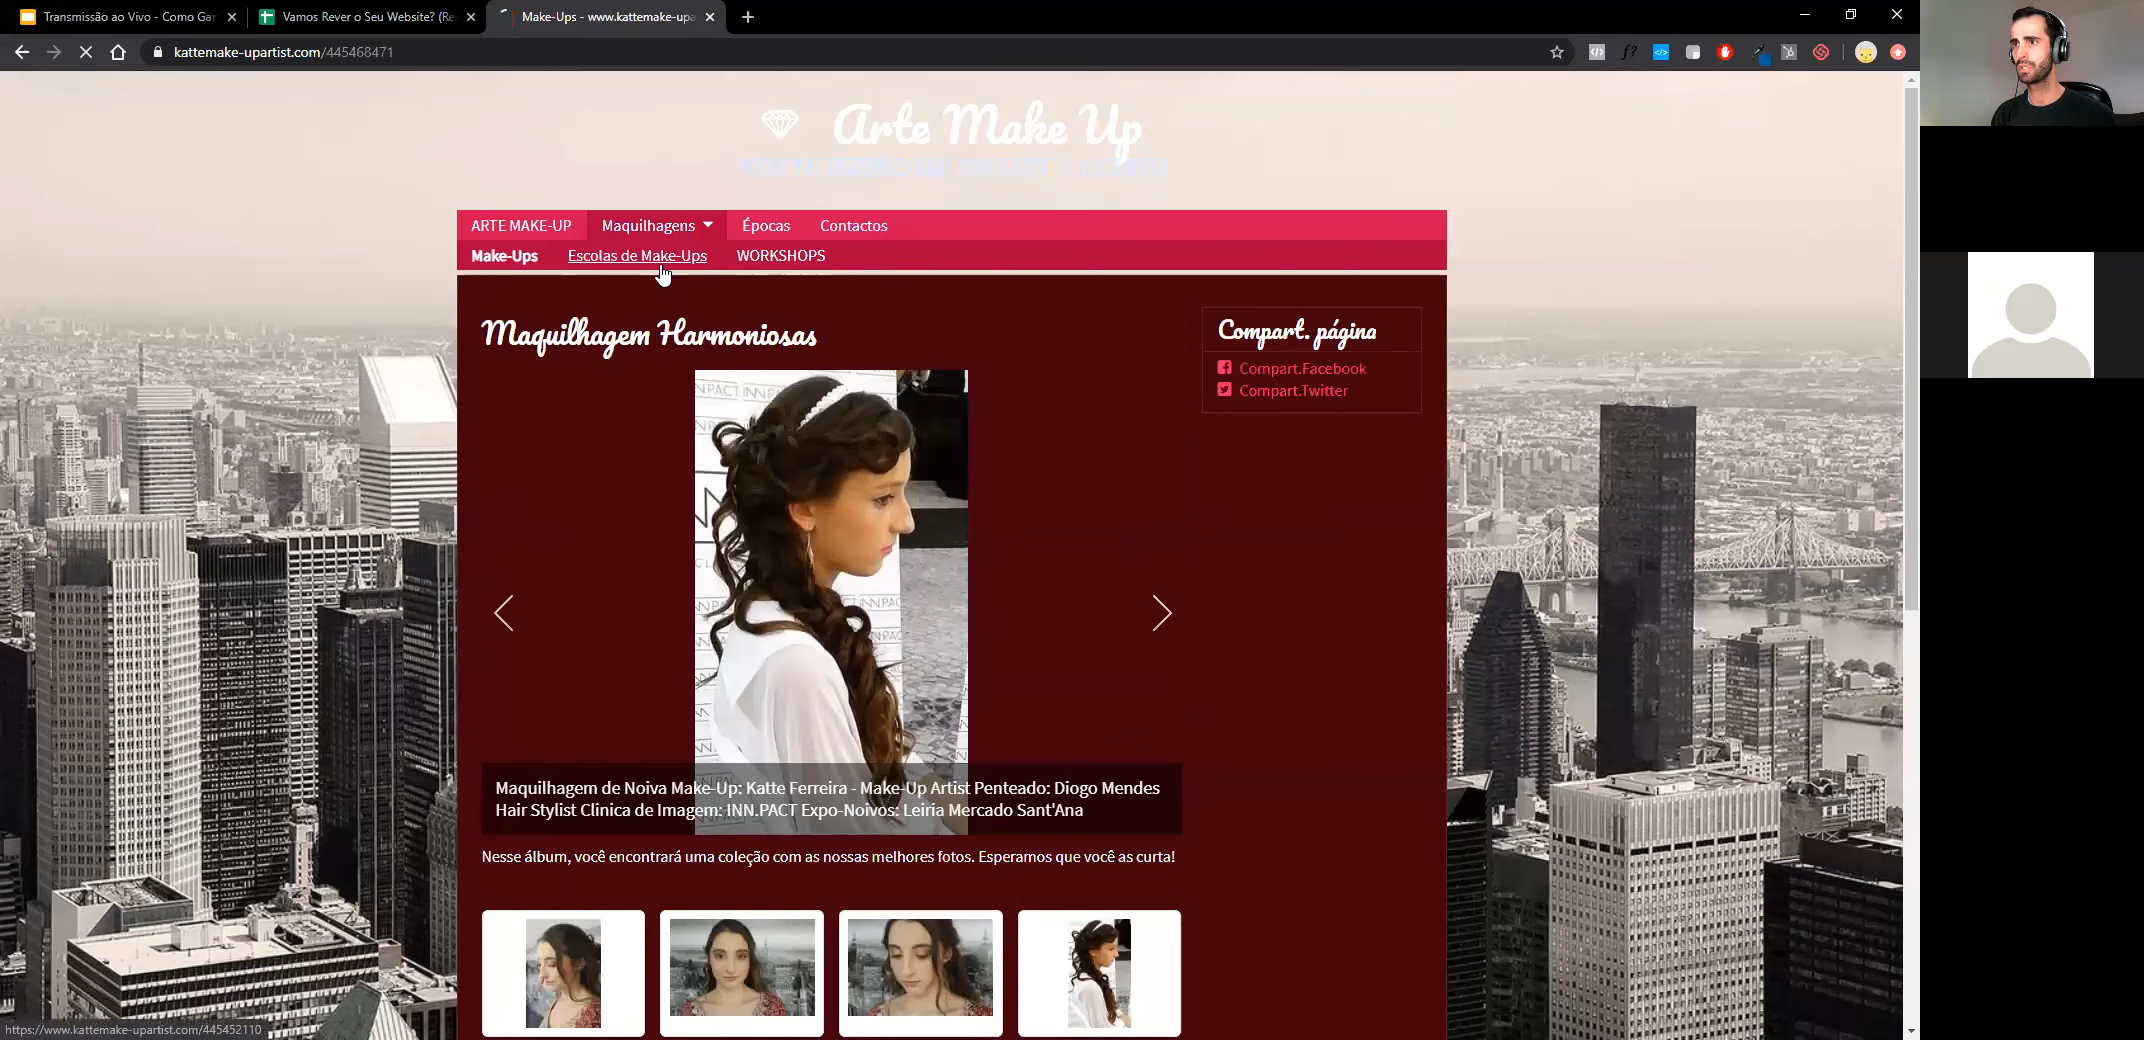 Transmissão ao Vivo - Como Gar
Vamos Rever o Seu Website? (Re
Make-Ups - www.kattemake-upa
kattemake-upartist.com/445468471
Arte Make Up
ARTE MAKE-UP
Maquilhagens
Épocas
Contactos
Make-Ups
Escolas de Make-Ups
WORKSHOPS
Maquilhagem Harmoniosas
Compart. página
Compart.Facebook
Compart.Twitter
Maquilhagem de Noiva Make-Up: Katte Ferreira - Make-Up Artist Penteado: Diogo Mendes
Hair Stylist Clinica de Imagem: INN.PACT Expo-Noivos: Leiria Mercado Sant'Ana
Nesse álbum, você encontrará uma coleção com as nossas melhores fotos. Esperamos que você as curta!
https://www.kattemake-upartist.com/445452110